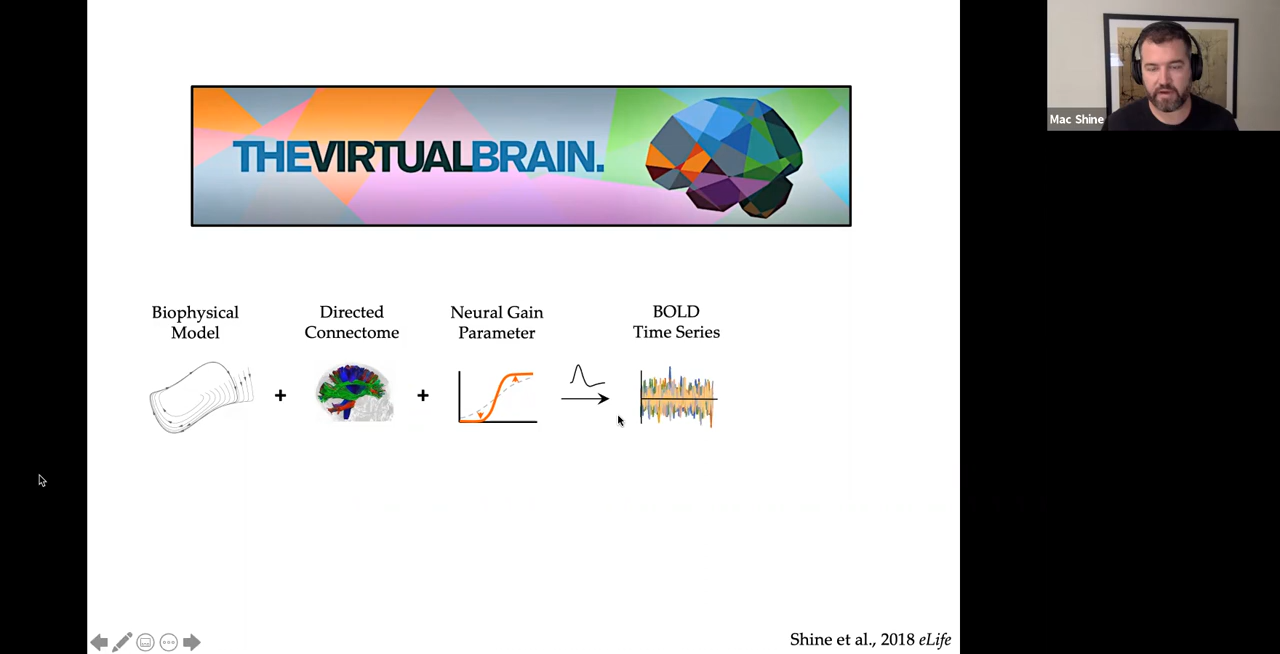 THEVIRTUALBRAIN.
Mac Shine
Biophysical
Model
Directed
Connectome
Neural Gain
Parameter
BOLD
Time Series
+
+
Shine et al., 2018 eLife